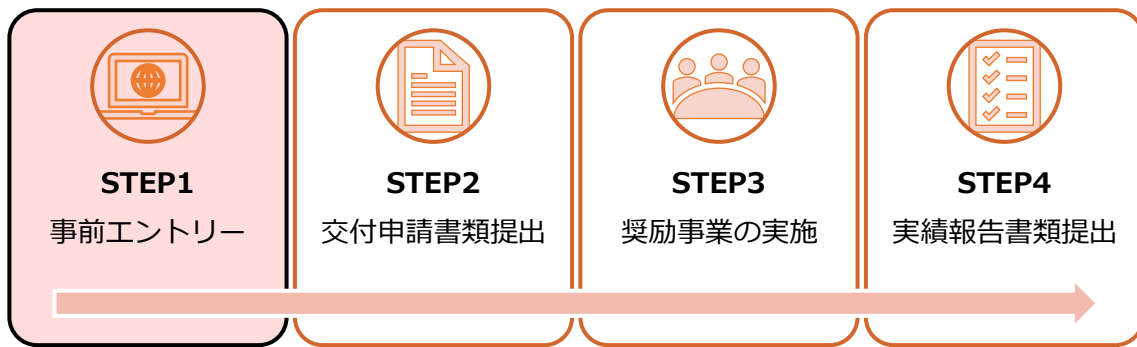 STEP1
事前エントリー
STEP2
交付申請書類提出
STEP3
奨励事業の実施
STEP4
実績報告書類提出